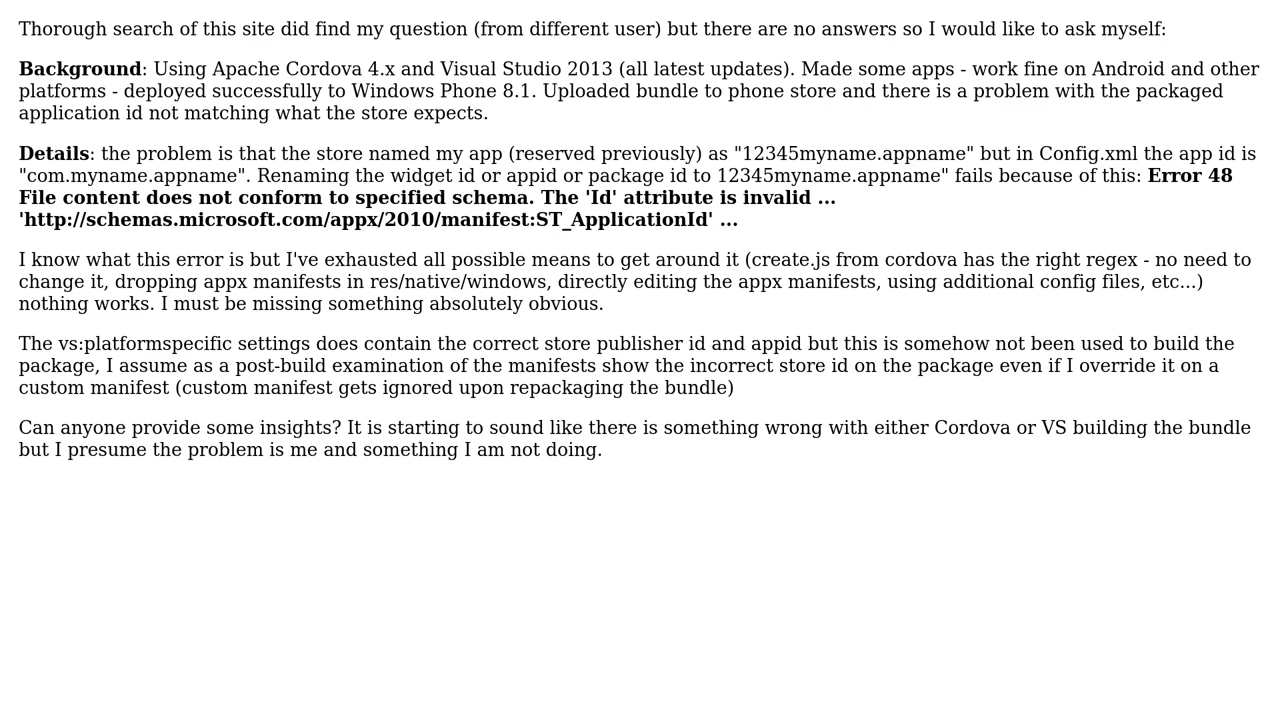 Thorough search of this site did find my question (from different user) but there are no answers so I would like to ask myself:
Background: Using Apache Cordova 4.x and Visual Studio 2013 (all latest updates). Made some apps - work fine on Android and other
platforms - deployed successfully to Windows Phone 8.1. Uploaded bundle to phone store and there is a problem with the packaged
application id not matching what the store expects.
Details: the problem is that the store named my app (reserved previously) as "12345myname.appname" but in Config.xml the app id is
"com.myname.appname". Renaming the widget id or appid or package id to 12345myname.appname" fails because of this: Error 48
File content does not conform to specified schema. The 'Id' attribute is invalid ...
'http://schemas.microsoft.com/appx/2010/manifest:ST_ApplicationId' ...
I know what this error is but I've exhausted all possible means to get around it (create.js from cordova has the right regex - no need to
change it, dropping appx manifests in res/native/windows, directly editing the appx manifests, using additional config files, etc...)
nothing works. I must be missing something absolutely obvious.
The vs:platformspecific settings does contain the correct store publisher id and appid but this is somehow not been used to build the
package, I assume as a post-build examination of the manifests show the incorrect store id on the package even if I override it on a
custom manifest (custom manifest gets ignored upon repackaging the bundle)
Can anyone provide some insights? It is starting to sound like there is something wrong with either Cordova or VS building the bundle
but I presume the problem is me and something I am not doing.